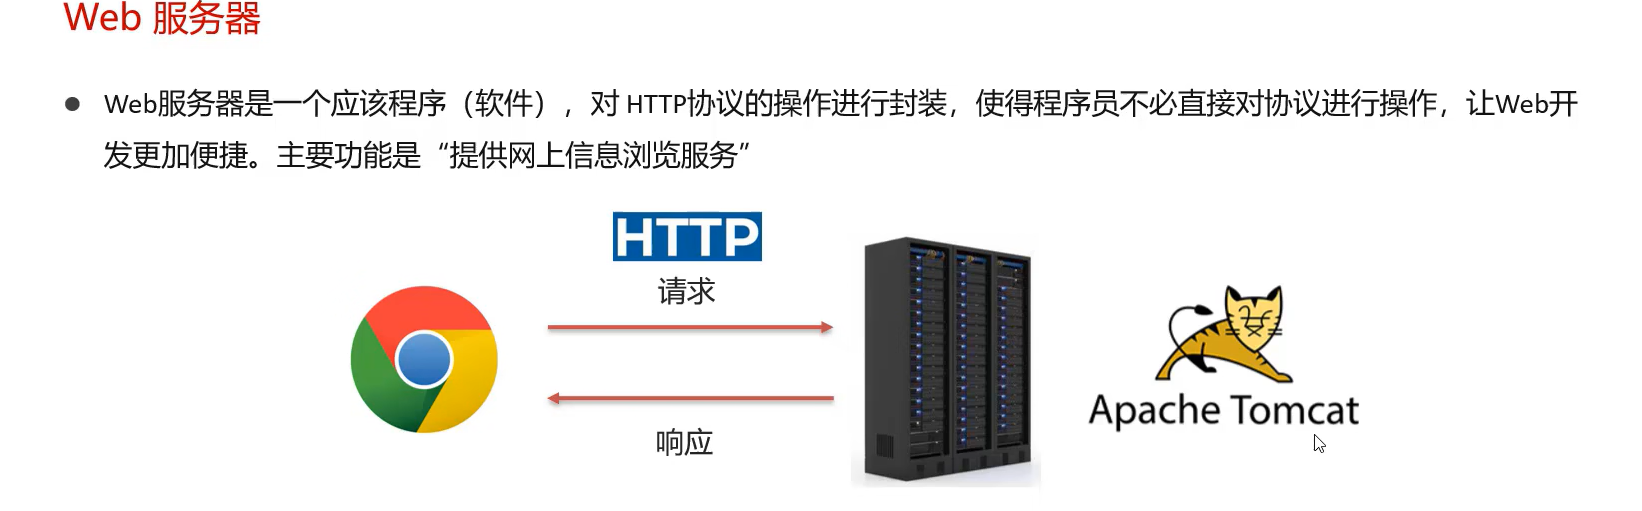 Web 服务器
● Web服务器是一个应该程序（软件），对 HTTP协议的操作进行封装，使得程序员不必直接对协议进行操作，让Web开
发更加便捷。主要功能是“提供网上信息浏览服务”
HTTP
请求
响应
Apache Tomcat